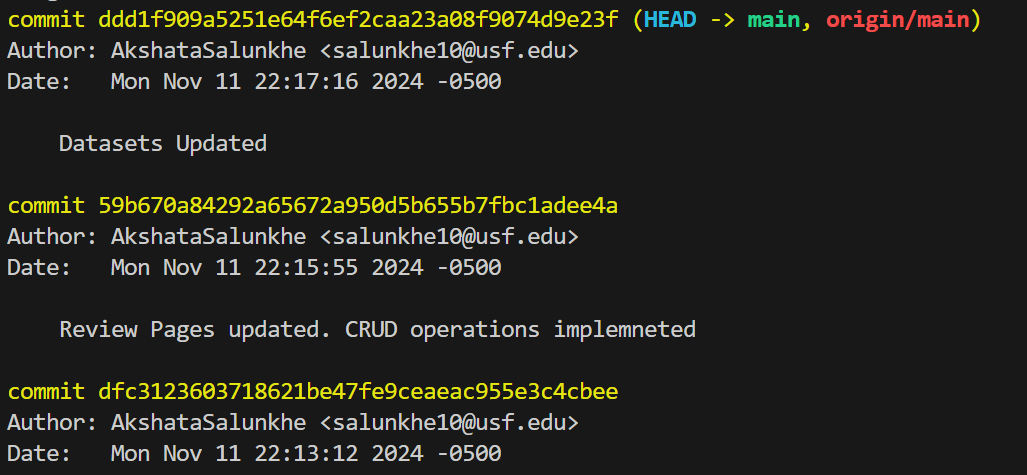 commit ddd1f909a5251e64f6ef2caa23a08f9074d9e23f (HEAD -> main, origin/main)
Author: AkshataSalunkhe <salunkhe10@usf.edu>
Date:   Mon Nov 11 22:17:16 2024 -0500
Datasets Updated
commit 59b670a84292a65672a950d5b655b7fbc1adee4a
Author: AkshataSalunkhe <salunkhe10@usf.edu>
Date:   Mon Nov 11 22:15:55 2024 -0500
Review Pages updated. CRUD operations implemneted
commit dfc3123603718621be47fe9ceaeac955e3c4cbee
Author: AkshataSalunkhe <salunkhe10@usf.edu>
Date:   Mon Nov 11 22:13:12 2024 -0500